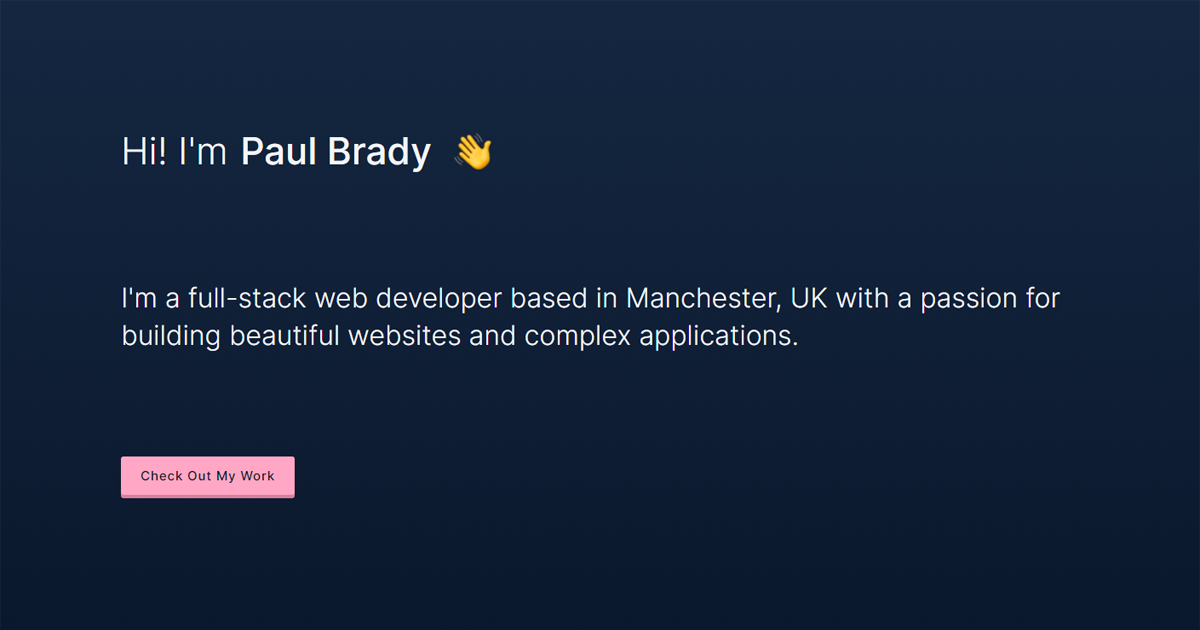 Hi! I'm Paul Brady 👋
I'm a full-stack web developer based in Manchester, UK with a passion for
building beautiful websites and complex applications.
Check Out My Work